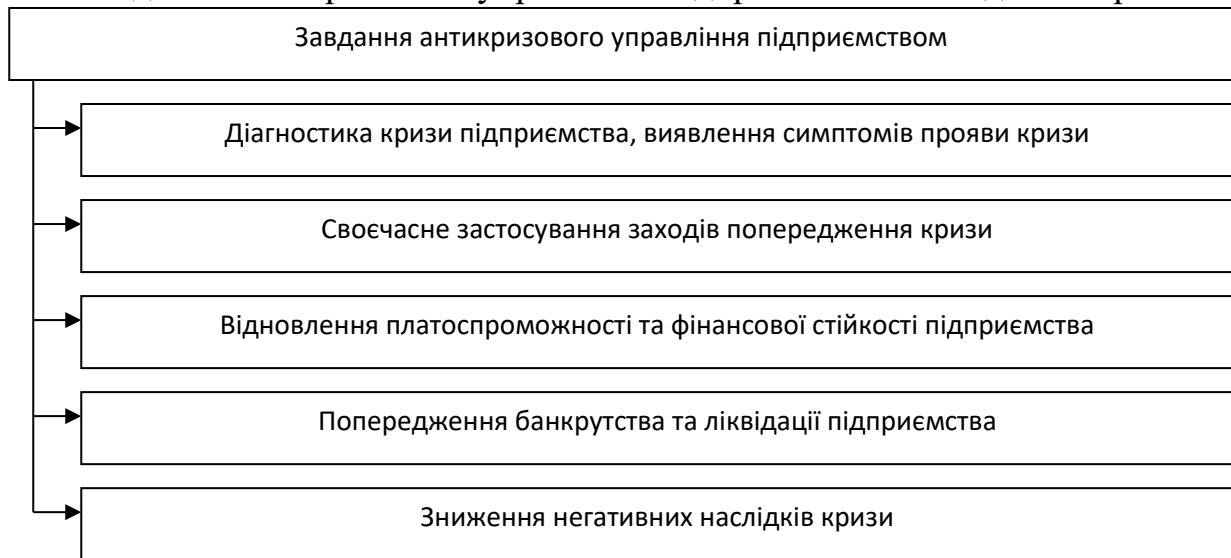 Завдання антикризового управління підприємством
Діагностика кризи підприємства, виявлення симптомів прояви кризи
Своєчасне застосування заходів попередження кризи
Відновлення платоспроможності та фінансової стійкості підприємства
Попередження банкрутства та ліквідації підприємства
Зниження негативних наслідків кризи